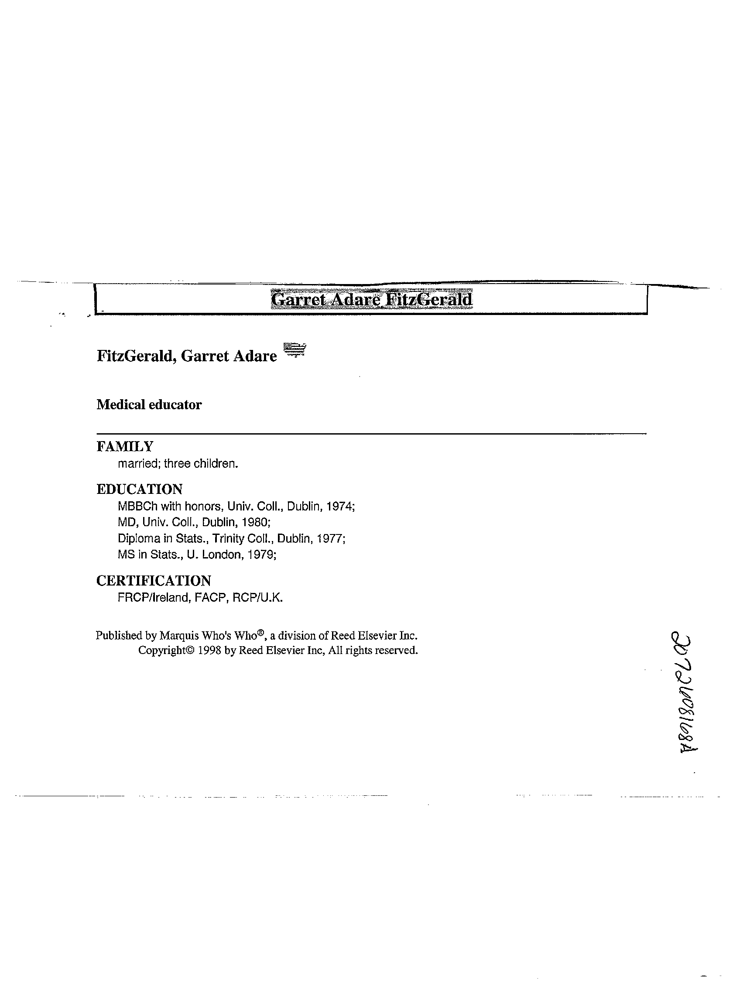 Garret Adare FitzGerald
FitzGerald, Garret Adare
Medical educator
FAMILY
married; three children.
EDUCATION
MBBCh with honors, Univ. Coll., Dublin, 1974;
MD, Univ. Coll., Dublin, 1980;
Diploma in Stats., Trinity Coll., Dublin, 1977;
MS in Stats., U. London, 1979;
CERTIFICATION
FRCP/Ireland, FACP, RCP/U.K.
Published by Marquis Who's Who®, a division of Reed Elsevier Inc.
Copyright© 1998 by Reed Elsevier Inc, All rights reserved.
2072608168A